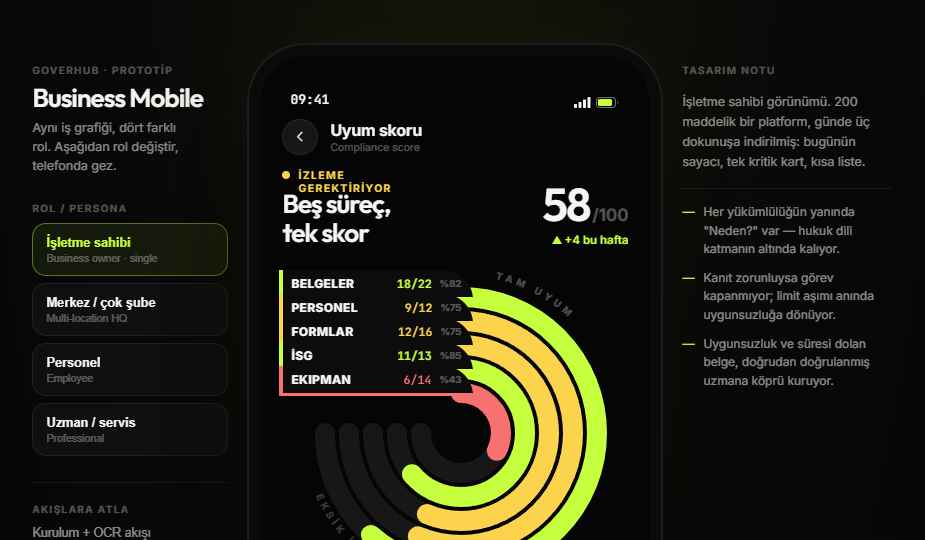 GOVERHUB - PROTOTİP
Business Mobile
Aynı iş grafiği, dört farklı
rol. Aşağıdan rol değiştir,
telefonda gez.
ROL / PERSONA
İşletme sahibi
Business owner · single
Merkez / çok şube
Multi-location HQ
Personel
Employee
Uzman / servis
Professional
AKIŞLARA ATLA
Kurulum + OCR akışı
09:41
Uyum skoru
Compliance score
İZLEME
GEREKTİRİYOR
Beş süreç,
tek skor
58/100
▲ +4 bu hafta
BELGELER 18/22 %82
PERSONEL 9/12 %75
FORMLAR 12/16 %75
İSG 11/13 %85
EKIPMAN 6/14 %43
TAM UYUM
EKSİK
TASARIM NOTU
İşletme sahibi görünümü. 200
maddelik bir platform, günde üç
dokunuşa indirilmiş: bugünün
sayacı, tek kritik kart, kısa liste.
— Her yükümlülüğün yanında
"Neden?" var — hukuk dili
katmanın altında kalıyor.
— Kanıt zorunluysa görev
kapanmıyor; limit aşımı anında
uygunsuzluğa dönüyor.
— Uygunsuzluk ve süresi dolan
belge, doğrudan doğrulanmış
uzmana köprü kuruyor.